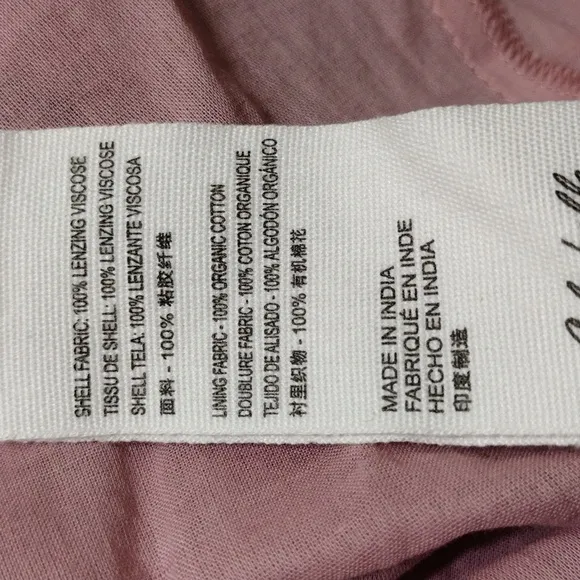 SHELL FABRIC: 100% LENZING VISCOSE
TISSU DE SHELL: 100% LENZING VISCOSE
SHELL TELA: 100% LENZANTE VISCOSA
面料 - 100% 粘胶纤维
LINING FABRIC - 100% ORGANIC COTTON
DOUBLURE FABRIC - 100% COTON ORGANIQUE
TEJIDO DE ALISADO - 100% ALGODÓN ORGÁNICO
衬里织物 - 100% 有机棉花
MADE IN INDIA
FABRIQUÉ EN INDE
HECHO EN INDIA
印度制造